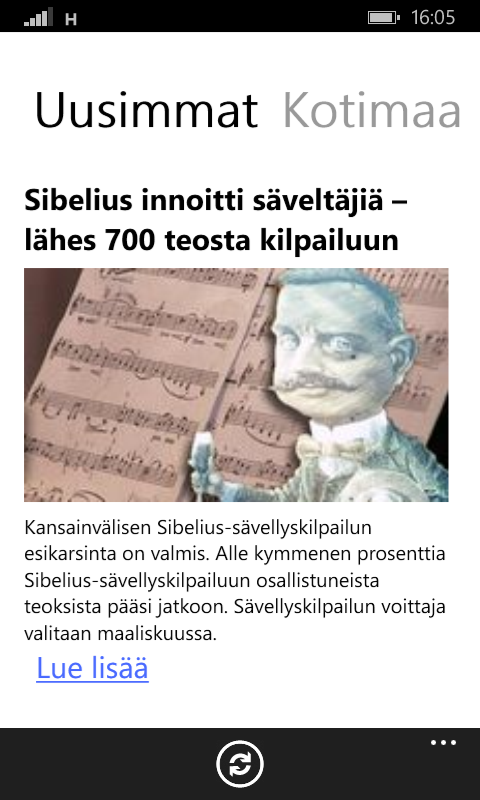 H
16:05
Uusimmat Kotimaa
Sibelius innoitti säveltäjiä –
lähes 700 teosta kilpailuun
Kansainvälisen Sibelius-sävellyskilpailun
esikarsinta on valmis. Alle kymmenen prosenttia
Sibelius-sävellyskilpailuun osallistuneista
teoksista pääsi jatkoon. Sävellyskilpailun voittaja
valitaan maaliskuussa.
Lue lisää